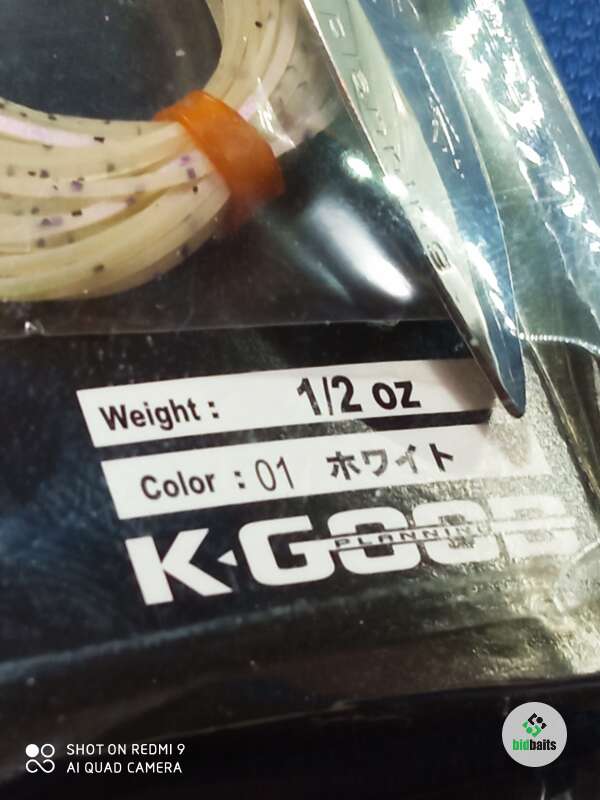 Weight : 1/2 oz
Color : 01 ホワイト
K-GOOD
PLANNING
SHOT ON REDMI 9
AI QUAD CAMERA
bidbaits